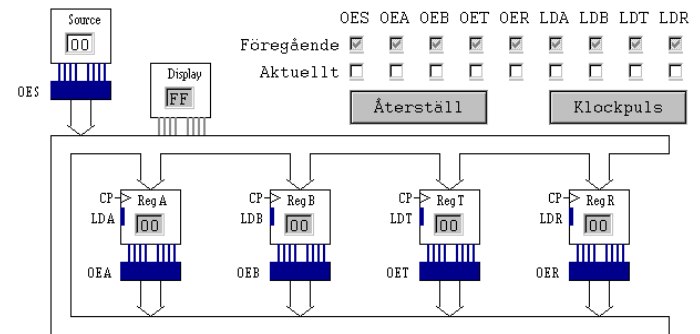 Source
00
OES
Display
FF
OES OEA OEB OET OER LDA LDB LDT LDR
Föregående
Aktuellt
Återställ Klockpuls
CP Reg A
LDA 00
OEA
CP Reg B
LDB 00
OEB
CP Reg T
LDT 00
OET
CP Reg R
LDR 00
OER